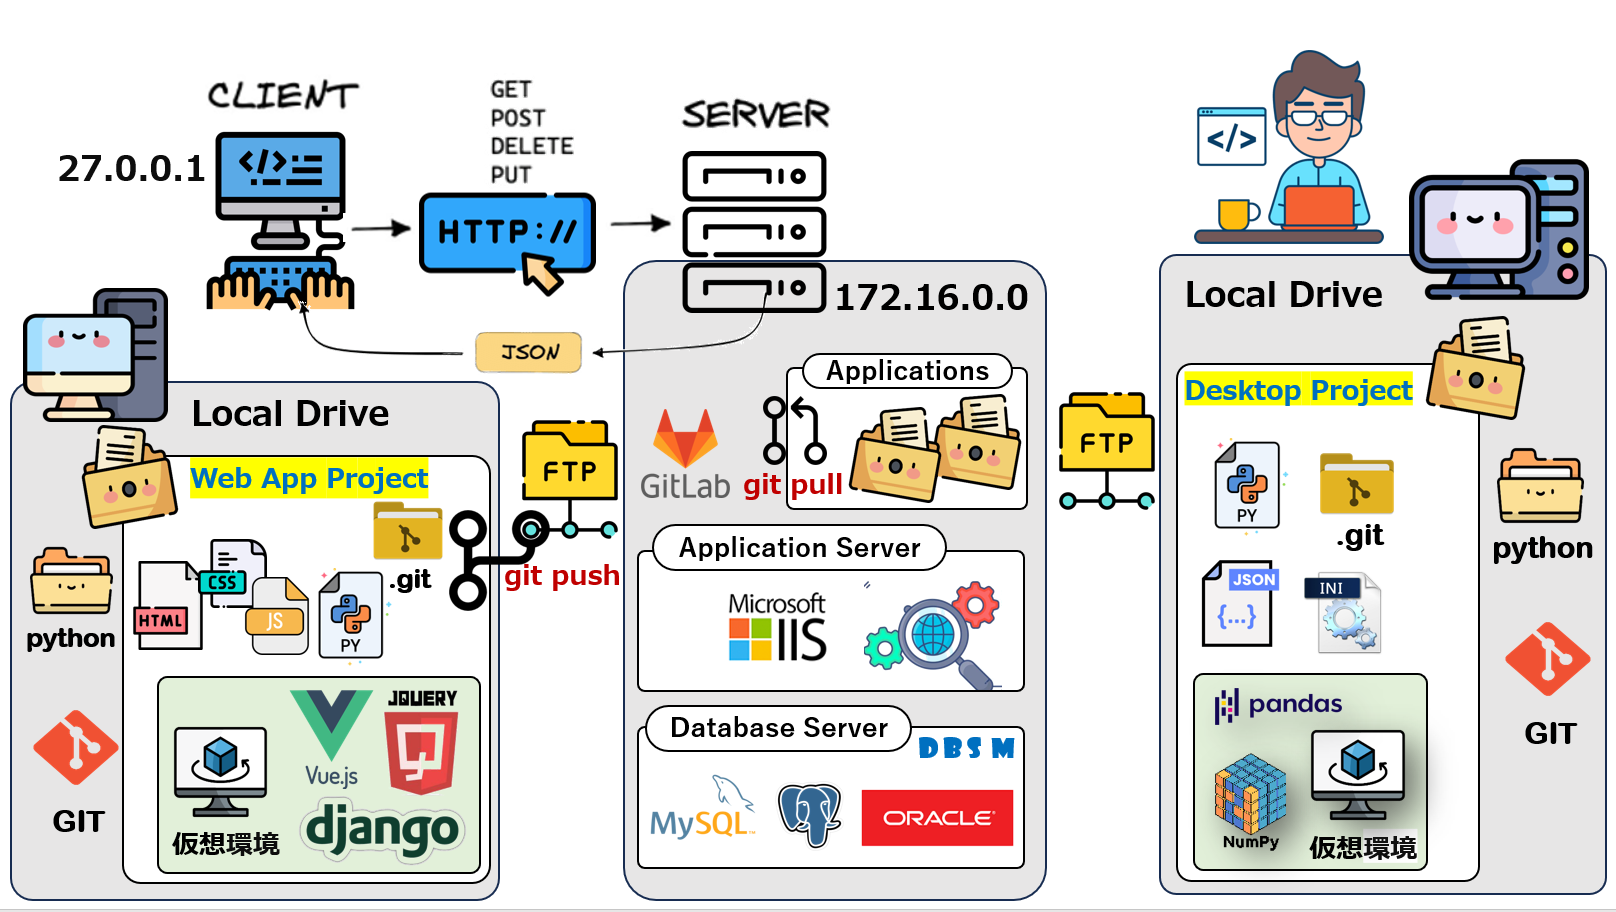 CLIENT
27.0.0.1
GET
POST
DELETE
PUT
HTTP://
SERVER
172.16.0.0
JSON
Local Drive
Web App Project
.git
python
HTML
CSS
JS
PY
GIT
仮想環境
Vue.js
JQUERY
django
FTP
git push
Applications
GitLab
git pull
Application Server
Microsoft
IIS
Database Server
DBSM
MySQL
ORACLE
FTP
</>
Local Drive
Desktop Project
PY
.git
python
JSON
{...}
INI
GIT
pandas
NumPy
仮想環境